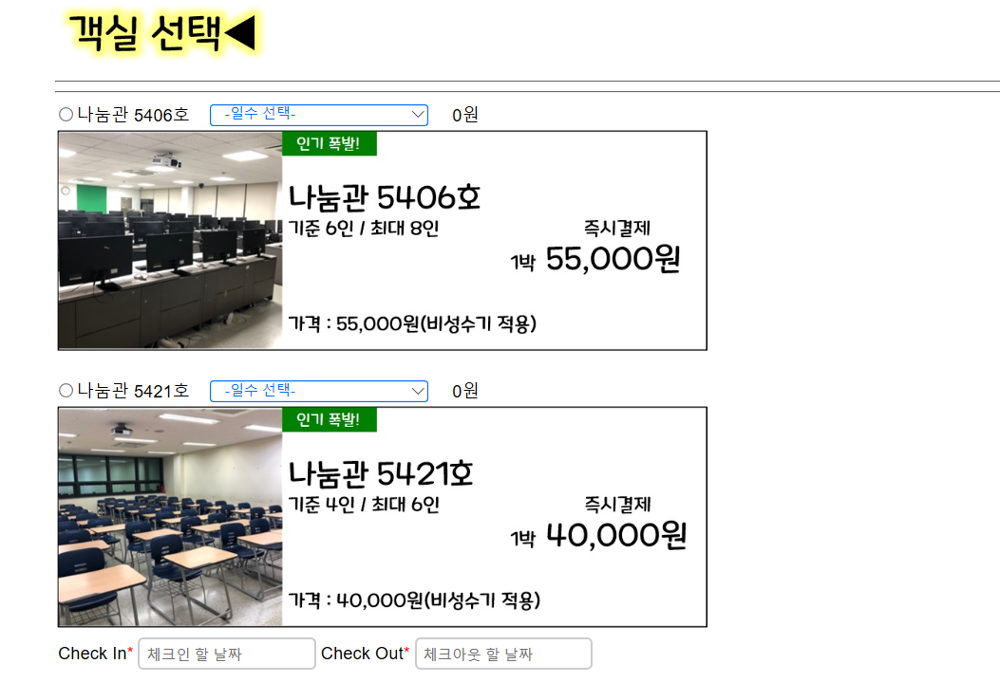 객실 선택◀
나눔관 5406호 -일수 선택- 0원
인기 폭발!
나눔관 5406호
기준 6인 / 최대 8인
즉시결제
1박 55,000원
가격 : 55,000원(비성수기 적용)
나눔관 5421호 -일수 선택- 0원
인기 폭발!
나눔관 5421호
기준 4인 / 최대 6인
즉시결제
1박 40,000원
가격 : 40,000원(비성수기 적용)
Check In* 체크인 할 날짜 Check Out* 체크아웃 할 날짜